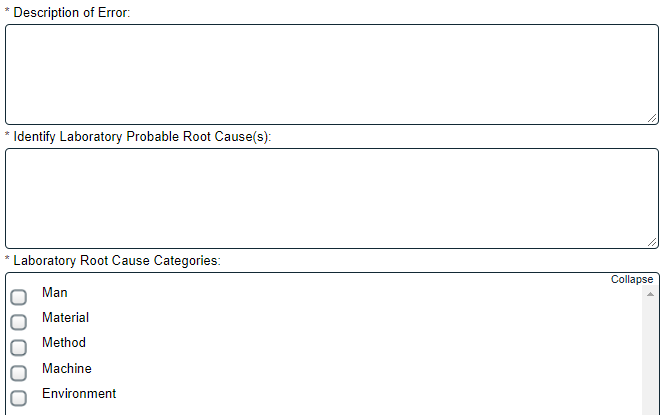 * Description of Error:
* Identify Laboratory Probable Root Cause(s):
* Laboratory Root Cause Categories:
Collapse
Man
Material
Method
Machine
Environment